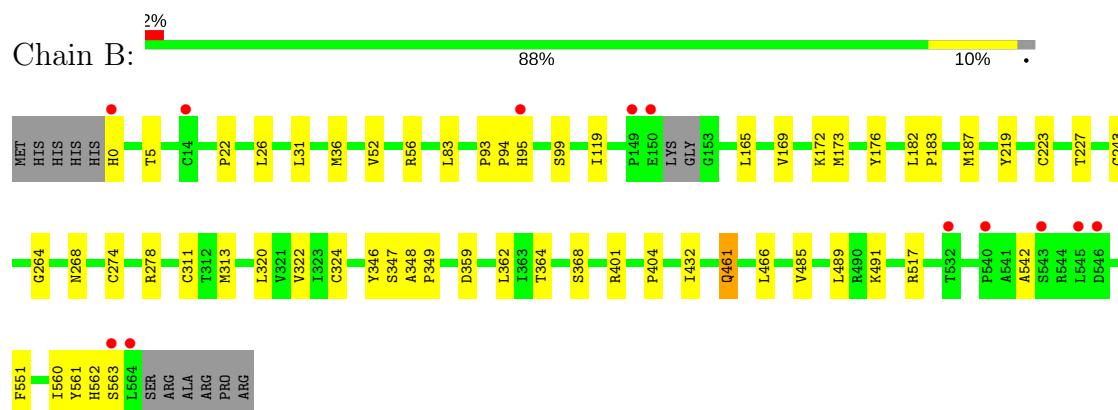 2%
Chain B:
88% 10% •
MET HIS HIS HIS HIS H0 T5 C14 P22 L26 L31 M36 V52 R56 L83 P93 P94 H95 S99 I119 P149 E150 LYS GLY G153 L165 V169 K172 M173 Y176 L182 P183 M187 Y219 C223 T227
G264 N268 C274 R278 C311 T312 M313 L320 V321 V322 I323 C324 Y346 S347 A348 P349 D359 L362 I363 T364 S368 R401 P404 I432 Q461 L466 V485 L489 R490 K491 R517 T532 P540 A541 A542 S543 R544 L545 D546
F551 I560 Y561 H562 S563 L564 SER ARG ALA ARG PRO ARG